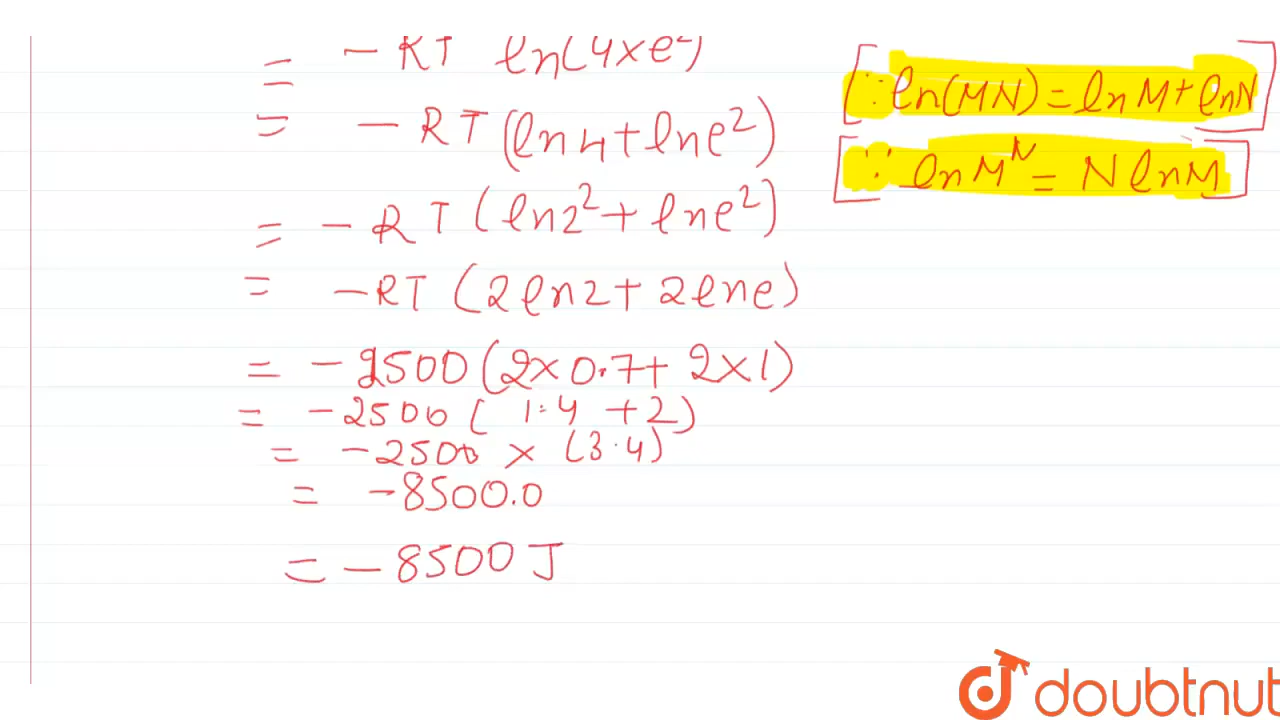 = - RT ln(4×e²)
= - RT (ln4+lne²)
= - RT (ln2²+lne²)
= -RT (2ln2+2lne)
= -2500 (2×0.7+2×1)
= -2500 (1.4+2)
= -2500 × (3.4)
= -8500.0
= -8500 J
[∵ ln(MN)=lnM+lnN]
[∵ lnMᴺ = N lnM]
doubtnut